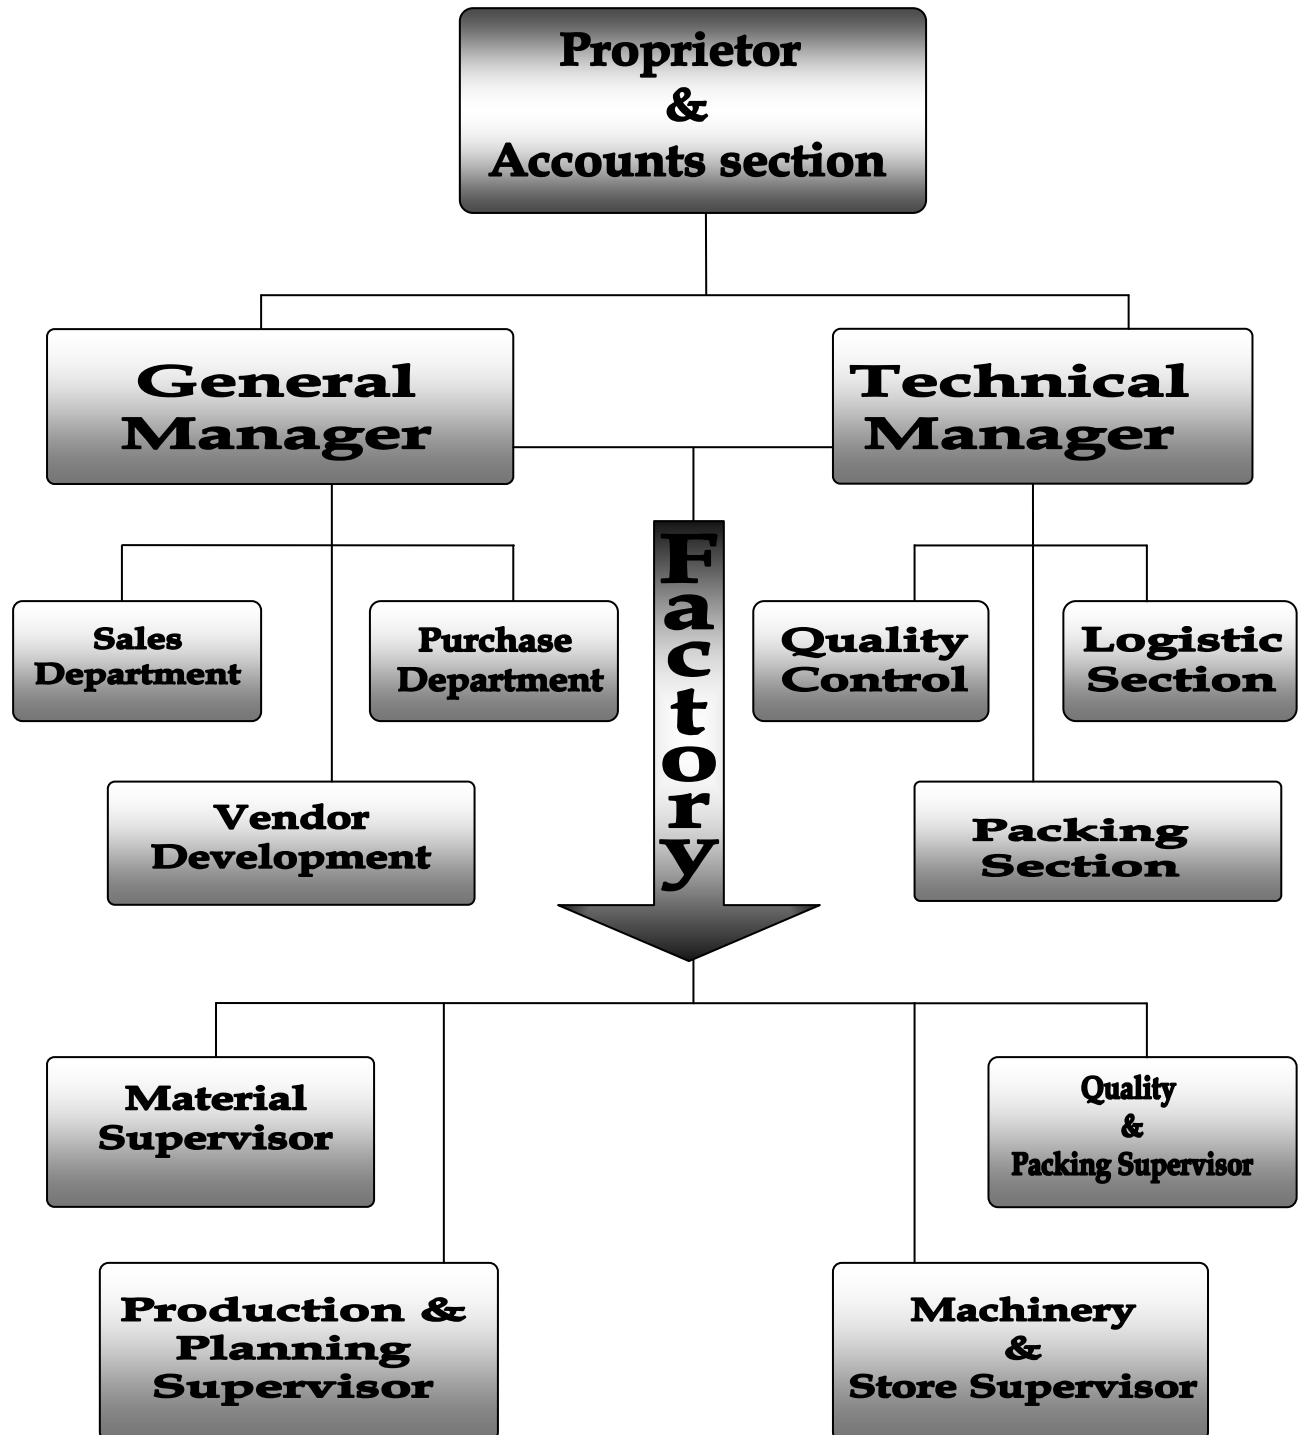 Proprietor
&
Accounts section
General
Manager
Technical
Manager
Factory
Sales
Department
Purchase
Department
Quality
Control
Logistic
Section
Vendor
Development
Packing
Section
Material
Supervisor
Quality
&
Packing Supervisor
Production &
Planning
Supervisor
Machinery
&
Store Supervisor